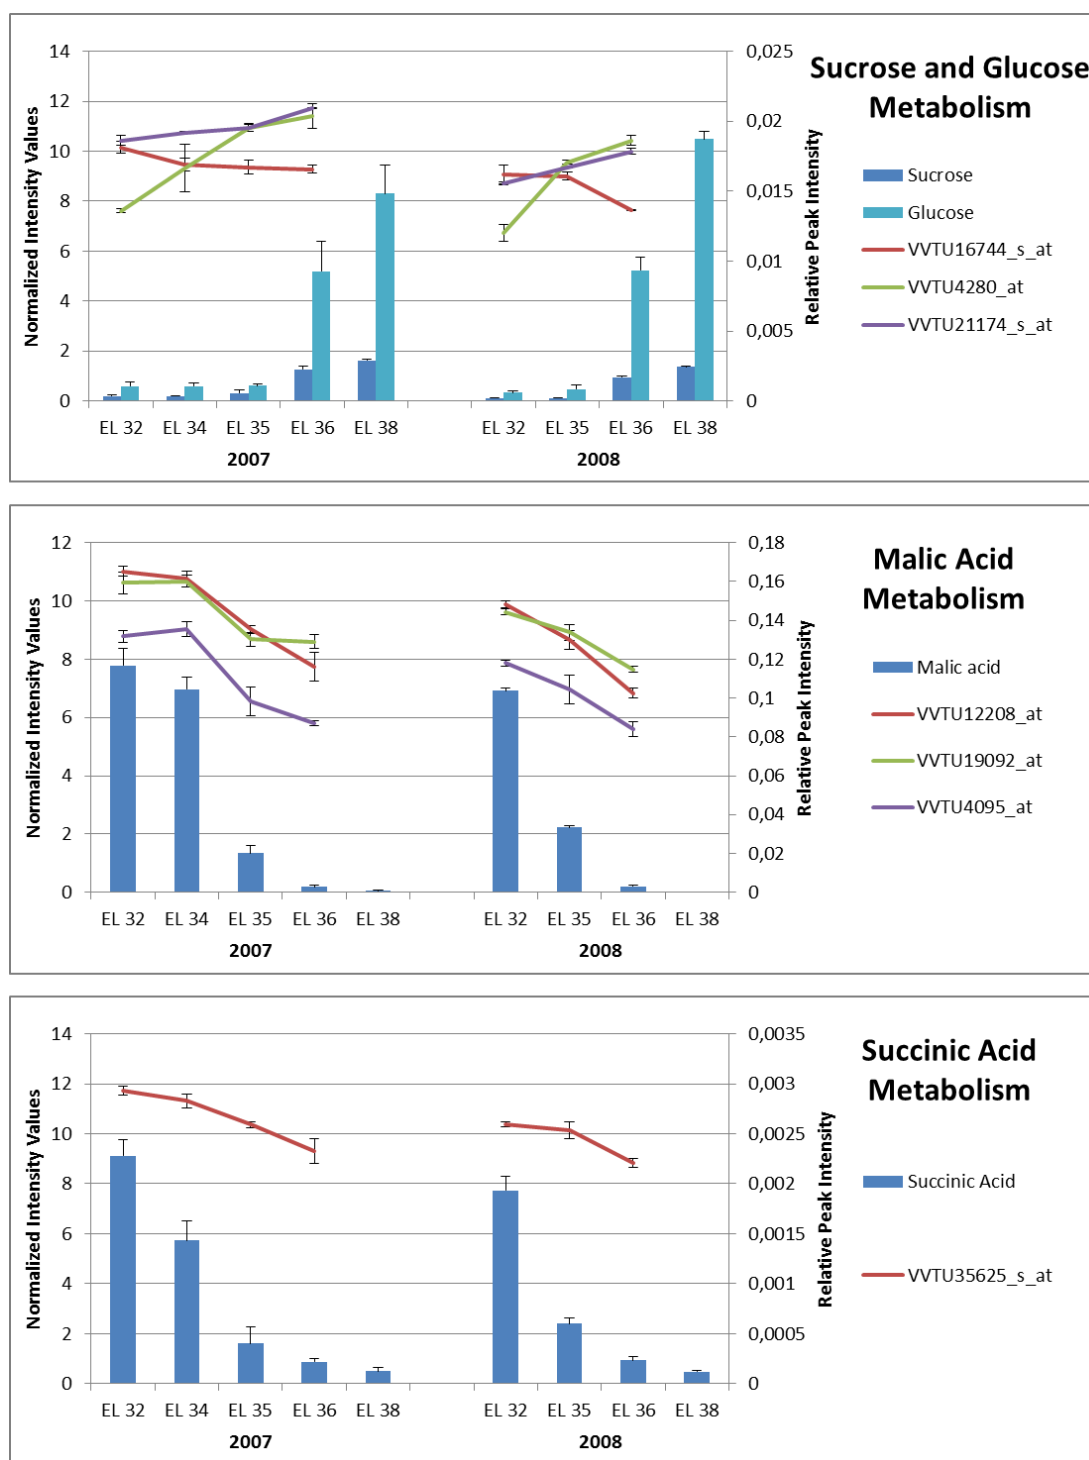 Sucrose and Glucose
Metabolism
Normalized Intensity Values
14
12
10
8
6
4
2
0
0,025
0,02
0,015
0,01
0,005
0
Relative Peak Intensity
Sucrose
Glucose
VVTU16744_s_at
VVTU4280_at
VVTU21174_s_at
EL 32 EL 34 EL 35 EL 36 EL 38 EL 32 EL 35 EL 36 EL 38
2007 2008
Malic Acid
Metabolism
Normalized Intensity Values
12
10
8
6
4
2
0
0,18
0,16
0,14
0,12
0,1
0,08
0,06
0,04
0,02
0
Relative Peak Intensity
Malic acid
VVTU12208_at
VVTU19092_at
VVTU4095_at
EL 32 EL 34 EL 35 EL 36 EL 38 EL 32 EL 35 EL 36 EL 38
2007 2008
Succinic Acid
Metabolism
Normalized Intensity Values
14
12
10
8
6
4
2
0
0,0035
0,003
0,0025
0,002
0,0015
0,001
0,0005
0
Relative Peak Intensity
Succinic Acid
VVTU35625_s_at
EL 32 EL 34 EL 35 EL 36 EL 38 EL 32 EL 35 EL 36 EL 38
2007 2008